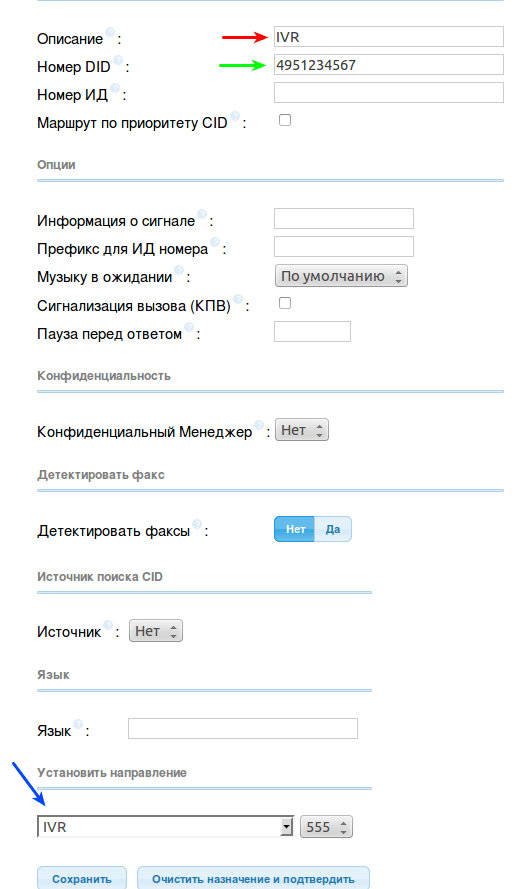 Описание : IVR
Номер DID : 4951234567
Номер ИД :
Маршрут по приоритету CID :
Опции
Информация о сигнале :
Префикс для ИД номера :
Музыку в ожидании : По умолчанию
Сигнализация вызова (КПВ) :
Пауза перед ответом :
Конфиденциальность
Конфиденциальный Менеджер : Нет
Детектировать факс
Детектировать факсы : Нет Да
Источник поиска CID
Источник : Нет
Язык
Язык :
Установить направление
IVR 555
Сохранить Очистить назначение и подтвердить